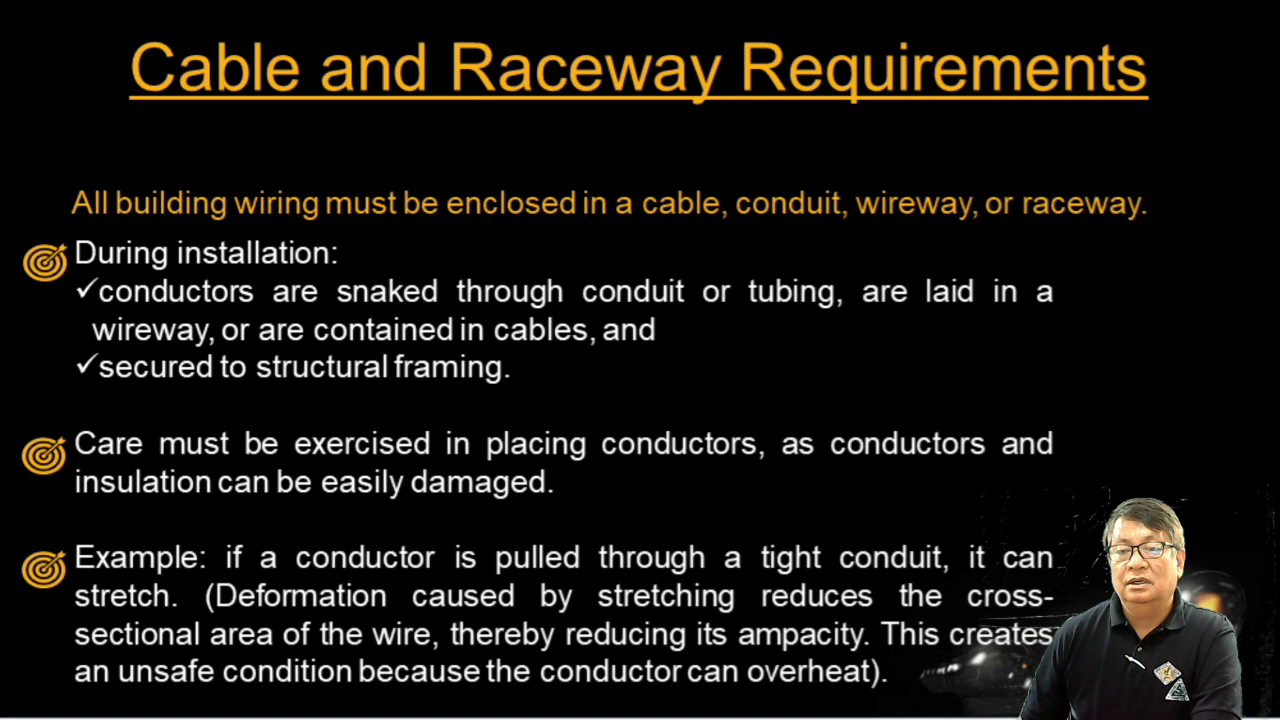 Cable and Raceway Requirements
All building wiring must be enclosed in a cable, conduit, wireway, or raceway.
During installation:
✓conductors are snaked through conduit or tubing, are laid in a
wireway, or are contained in cables, and
✓secured to structural framing.
Care must be exercised in placing conductors, as conductors and
insulation can be easily damaged.
Example: if a conductor is pulled through a tight conduit, it can
stretch. (Deformation caused by stretching reduces the cross-
sectional area of the wire, thereby reducing its ampacity. This creates
an unsafe condition because the conductor can overheat).